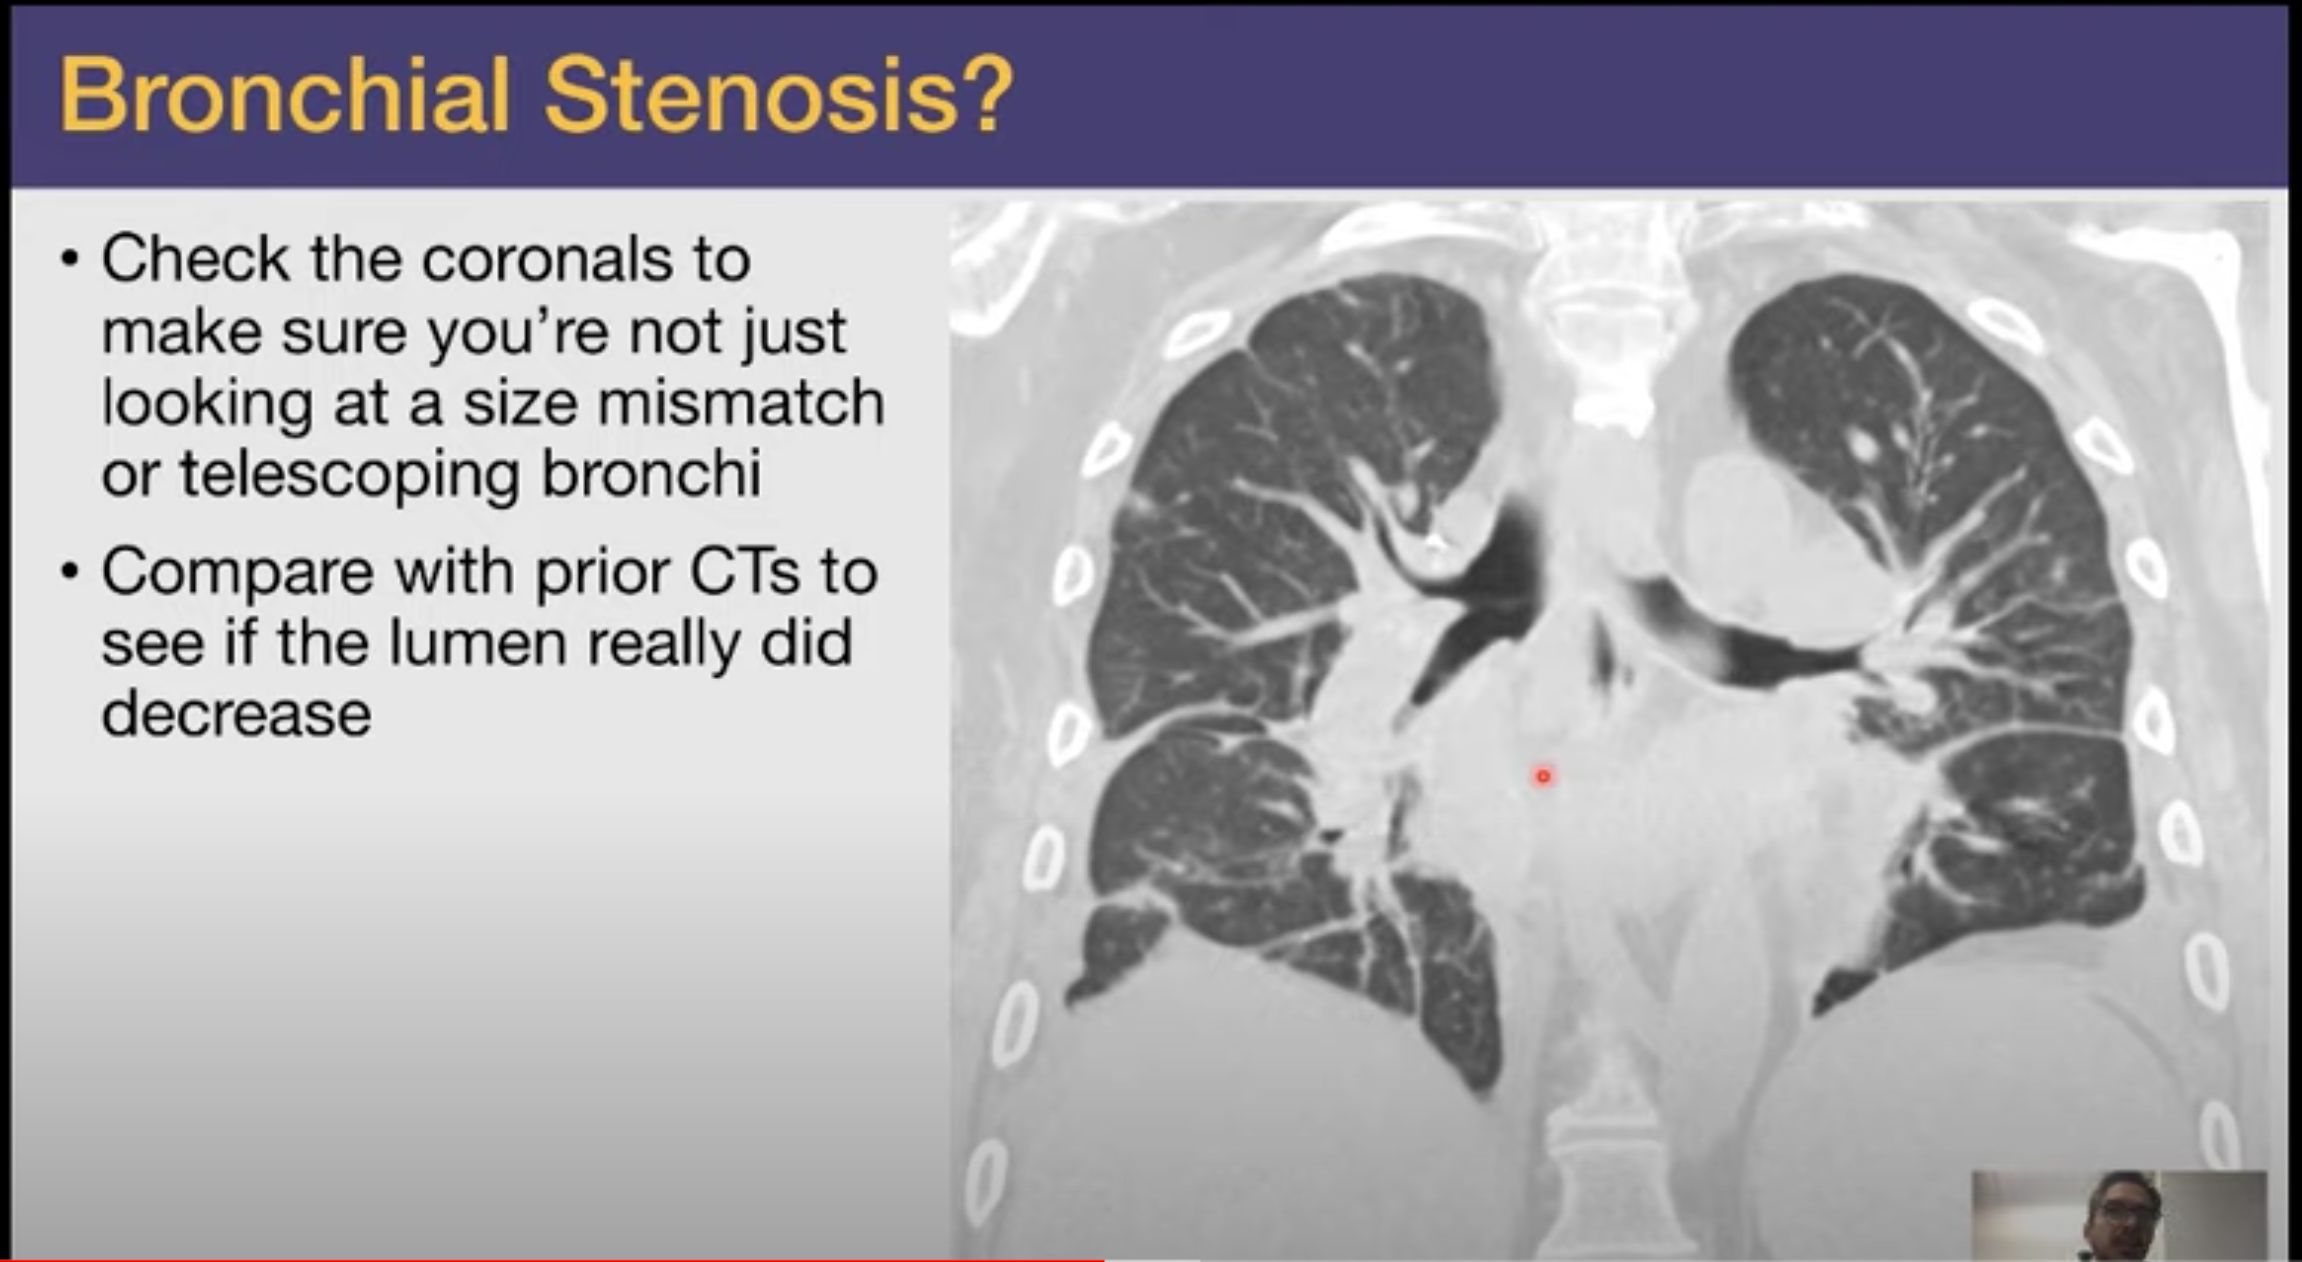 Bronchial Stenosis?
• Check the coronals to
make sure you’re not just
looking at a size mismatch
or telescoping bronchi
• Compare with prior CTs to
see if the lumen really did
decrease